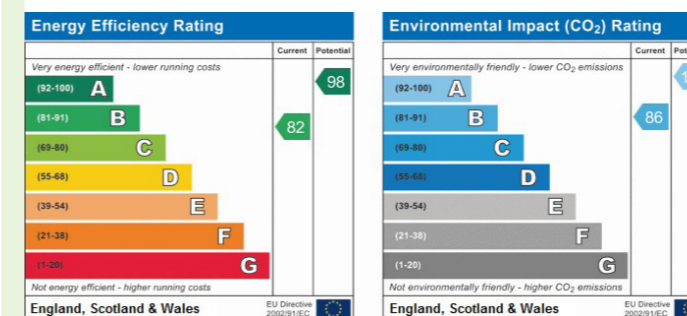 Energy Efficiency Rating
Current Potential
Very energy efficient - lower running costs
(92-100) A
98
(81-91) B
82
(69-80) C
(55-68) D
(39-54) E
(21-38) F
(1-20) G
Not energy efficient - higher running costs
England, Scotland & Wales
EU Directive
2002/91/EC
Environmental Impact (CO₂) Rating
Current
Very environmentally friendly - lower CO₂ emissions
(92-100) A
(81-91) B
86
(69-80) C
(55-68) D
(39-54) E
(21-38) F
(1-20) G
Not environmentally friendly - higher CO₂ emissions
England, Scotland & Wales
EU Directive
2002/91/EC